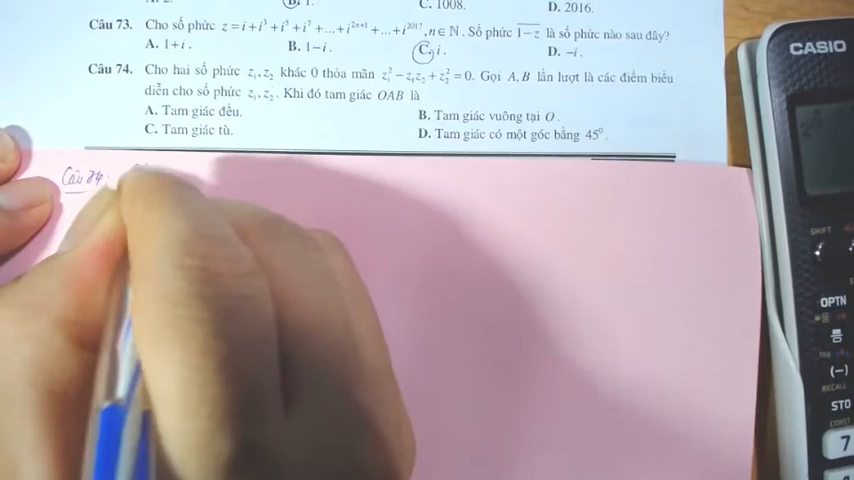 C. 1008.
D. 2016.
Câu 73. Cho số phức z = i + i³ + i⁵ + i⁷ + ... + i²ⁿ⁺¹ + ... + i²⁰¹⁷, n ∈ ℕ. Số phức \overline{1-z} là số phức nào sau đây?
A. 1+i. B. 1-i. C. i. D. -i.
Câu 74. Cho hai số phức z₁, z₂ khác 0 thỏa mãn z₁² - z₁z₂ + z₂² = 0. Gọi A, B lần lượt là các điểm biểu
diễn cho số phức z₁, z₂. Khi đó tam giác OAB là
A. Tam giác đều. B. Tam giác vuông tại O.
C. Tam giác tù. D. Tam giác có một góc bằng 45⁰.
Câu 74:
CASIO
SHIFT
OPTN
(−)
RECALL
STO
CONST
7